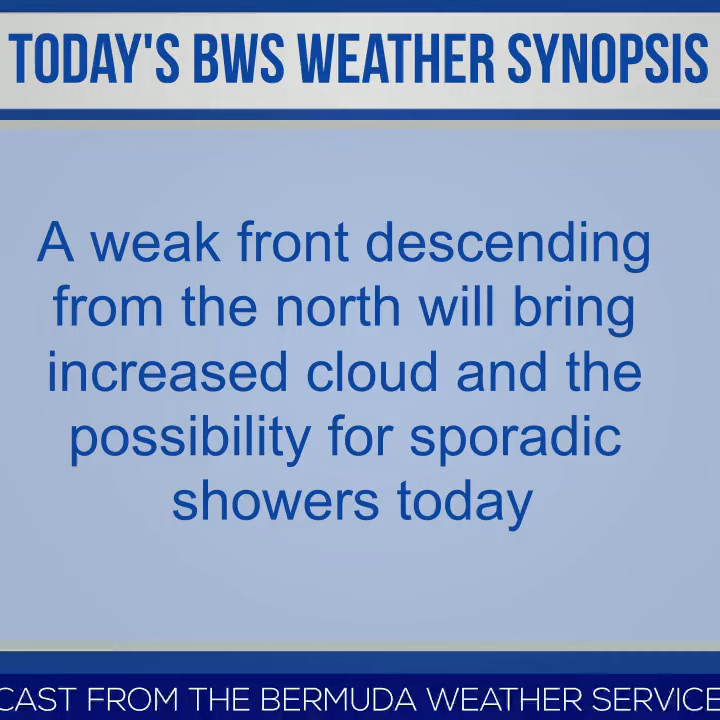 TODAY'S BWS WEATHER SYNOPSIS
A weak front descending
from the north will bring
increased cloud and the
possibility for sporadic
showers today
CAST FROM THE BERMUDA WEATHER SERVICE